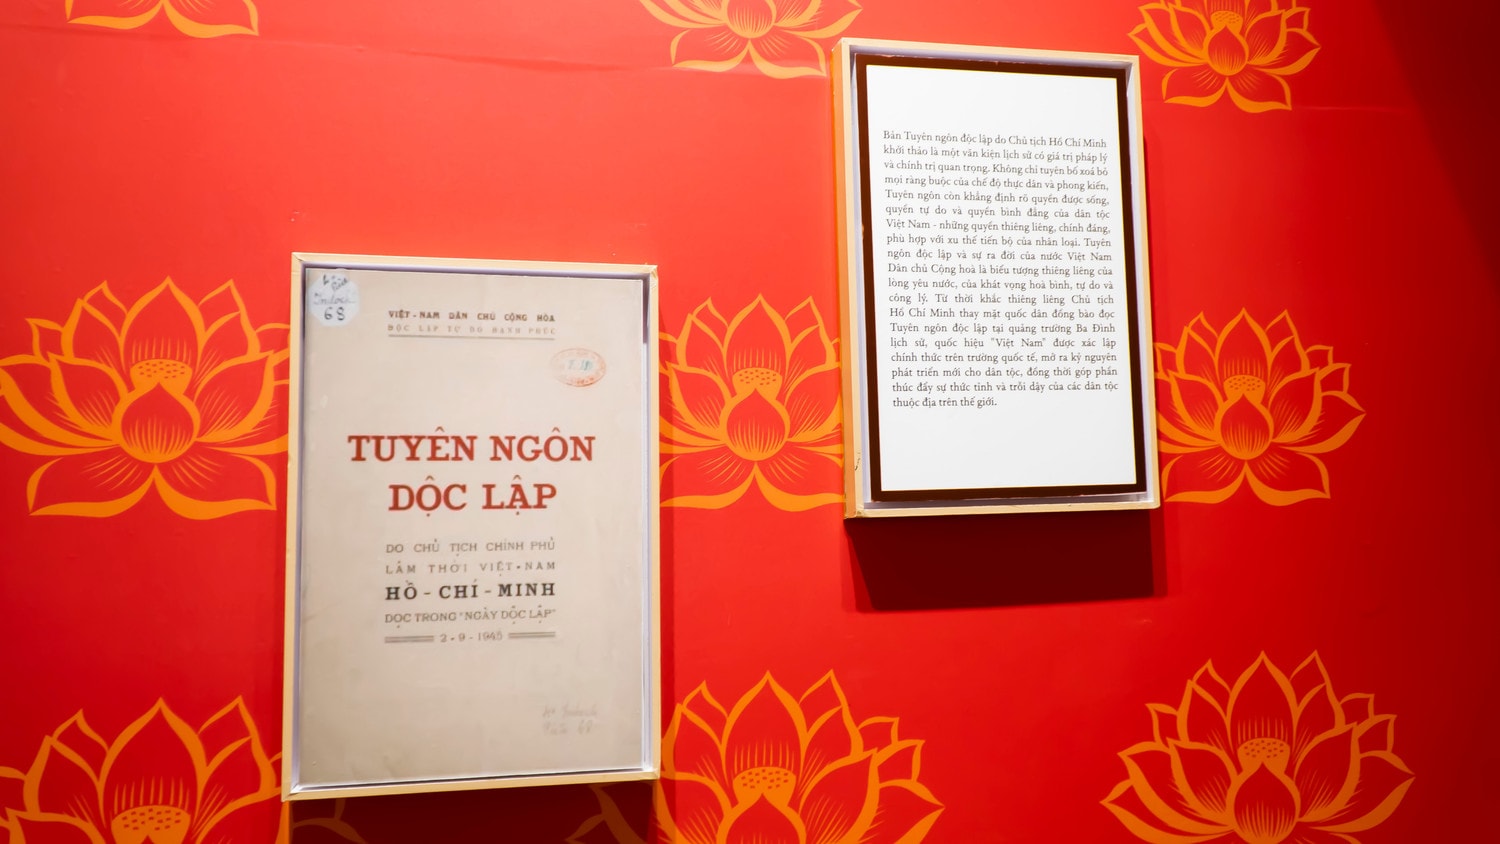 68
VIỆT-NAM DÂN CHỦ CỘNG HÒA
ĐỘC LẬP TỰ DO HẠNH PHÚC
TUYÊN NGÔN
DỘC LẬP
DO CHỦ TỊCH CHÍNH PHỦ
LÂM THỜI VIỆT-NAM
HỒ-CHÍ-MINH
DỌC TRONG "NGÀY DỘC LẬP"
2-9-1945
Bản Tuyên ngôn độc lập do Chủ tịch Hồ Chí Minh
khởi thảo là một văn kiện lịch sử có giá trị pháp lý
và chính trị quan trọng. Không chỉ tuyên bố xoá bỏ
mọi ràng buộc của chế độ thực dân và phong kiến,
Tuyên ngôn còn khẳng định rõ quyền được sống,
quyền tự do và quyền bình đẳng của dân tộc
Việt Nam - những quyền thiêng liêng, chính đáng,
phù hợp với xu thế tiến bộ của nhân loại. Tuyên
ngôn độc lập và sự ra đời của nước Việt Nam
Dân chủ Cộng hoà là biểu tượng thiêng liêng của
lòng yêu nước, của khát vọng hoà bình, tự do và
công lý. Từ thời khắc thiêng liêng Chủ tịch
Hồ Chí Minh thay mặt quốc dân đồng bào đọc
Tuyên ngôn độc lập tại quảng trường Ba Đình
lịch sử, quốc hiệu "Việt Nam" được xác lập
chính thức trên trường quốc tế, mở ra kỷ nguyên
phát triển mới cho dân tộc, đồng thời góp phần
thúc đẩy sự thức tỉnh và trỗi dậy của các dân tộc
thuộc địa trên thế giới.